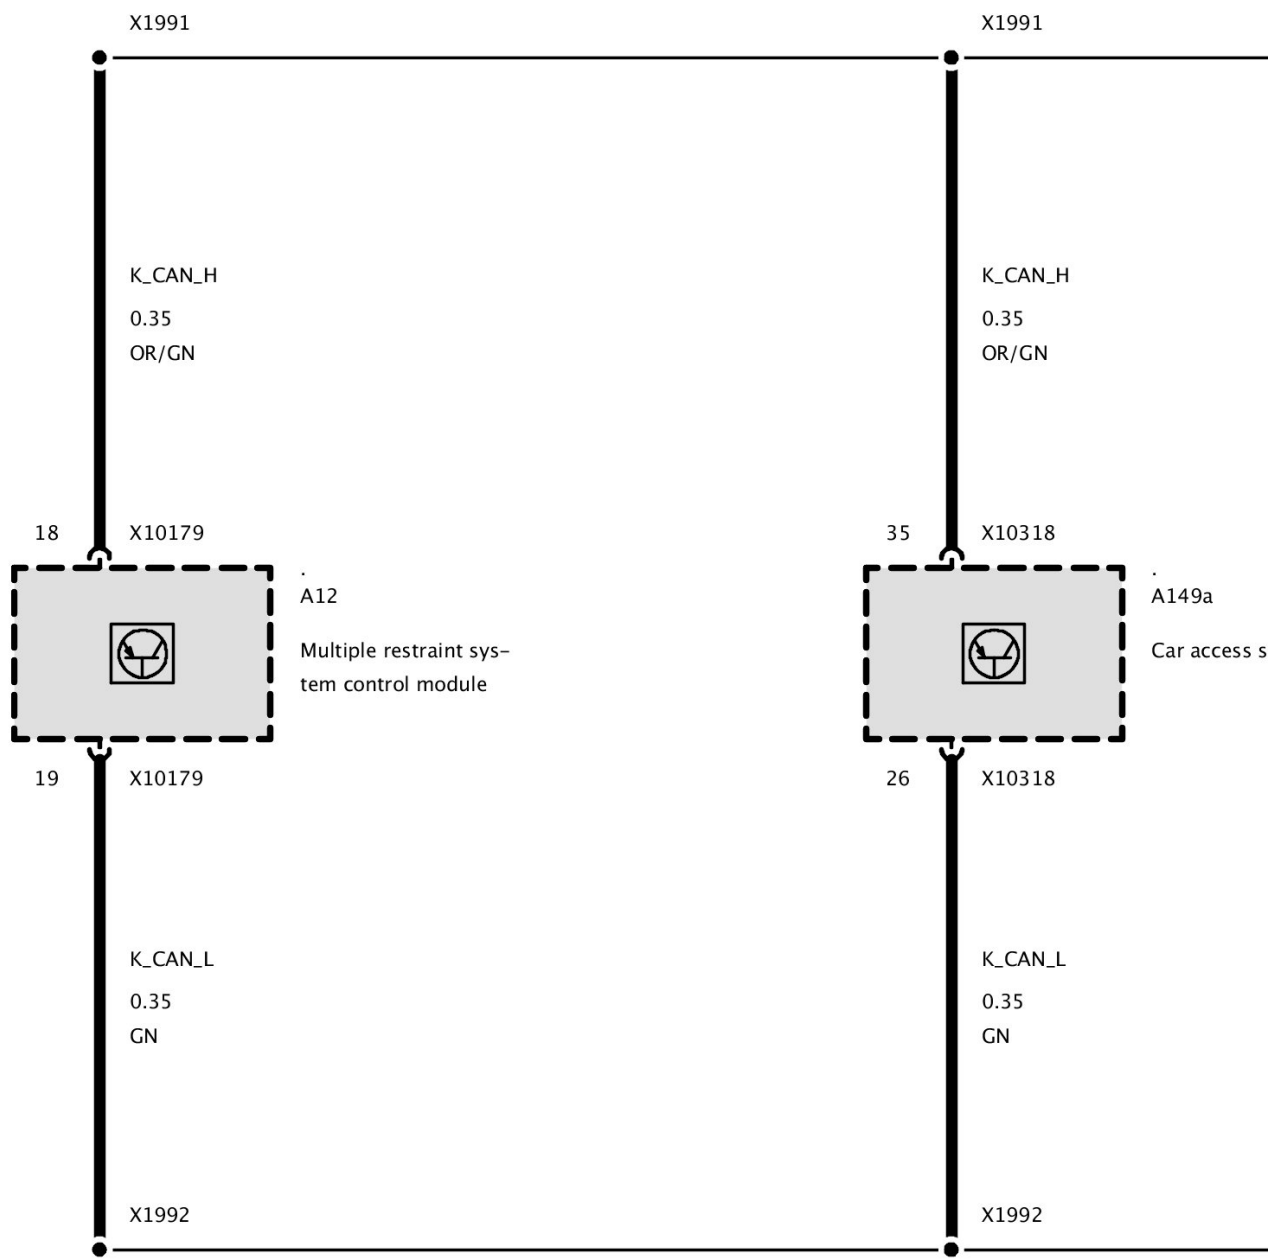 X1991
X1991
K_CAN_H
K_CAN_H
0.35
0.35
OR/GN
OR/GN
18
X10179
35
X10318
.
A12
.
A149a
Multiple restraint sys–
tem control module
Car access s
19
X10179
26
X10318
K_CAN_L
K_CAN_L
0.35
0.35
GN
GN
X1992
X1992